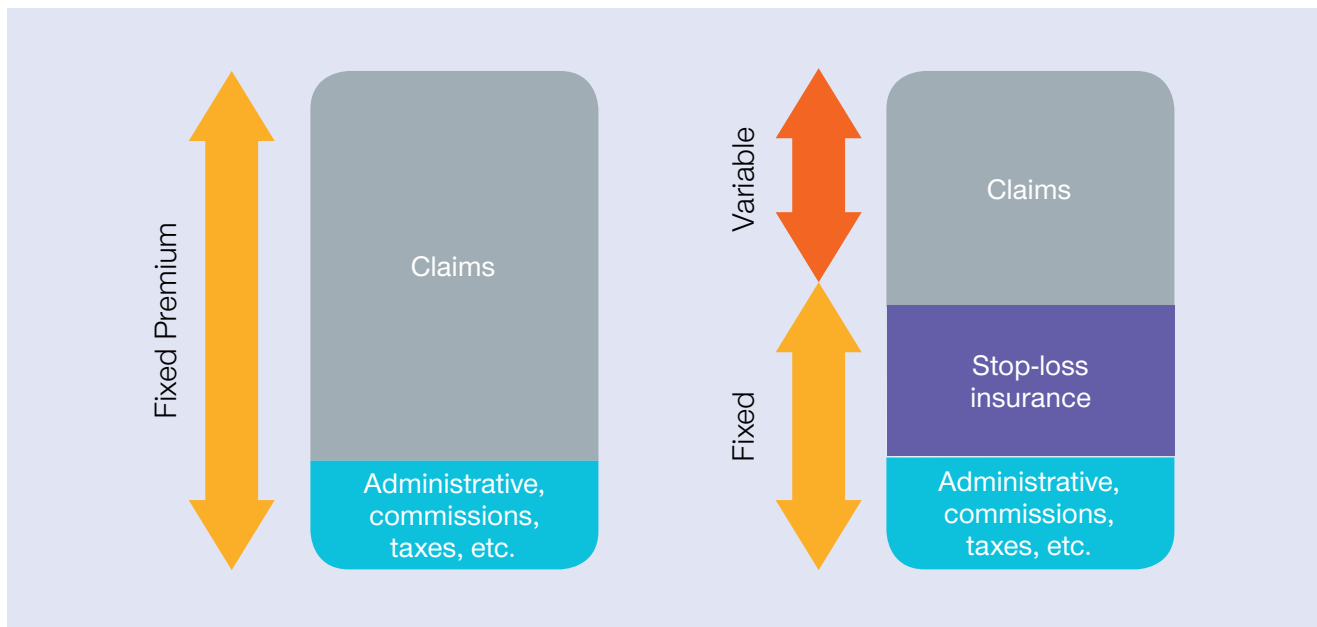 Fixed Premium
Claims
Administrative,
commissions,
taxes, etc.
Variable
Fixed
Claims
Stop-loss
insurance
Administrative,
commissions,
taxes, etc.